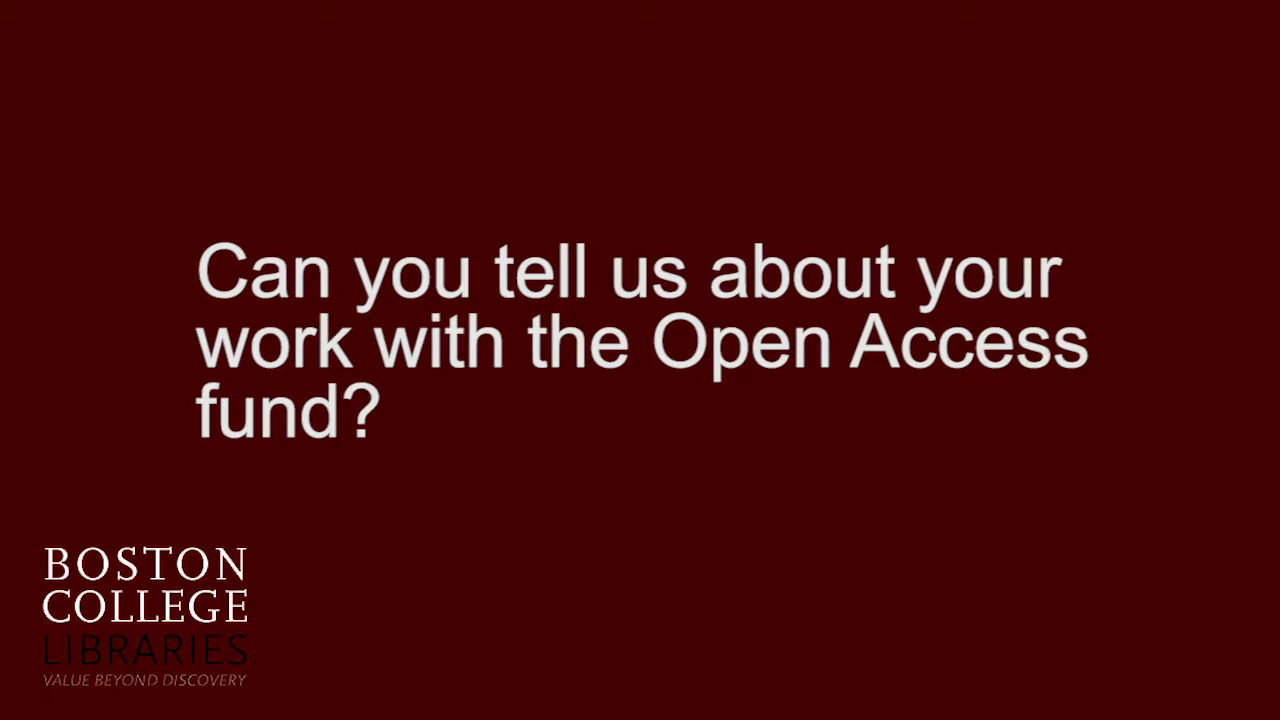 Can you tell us about your
work with the Open Access
fund?
BOSTON
COLLEGE
LIBRARIES
VALUE BEYOND DISCOVERY